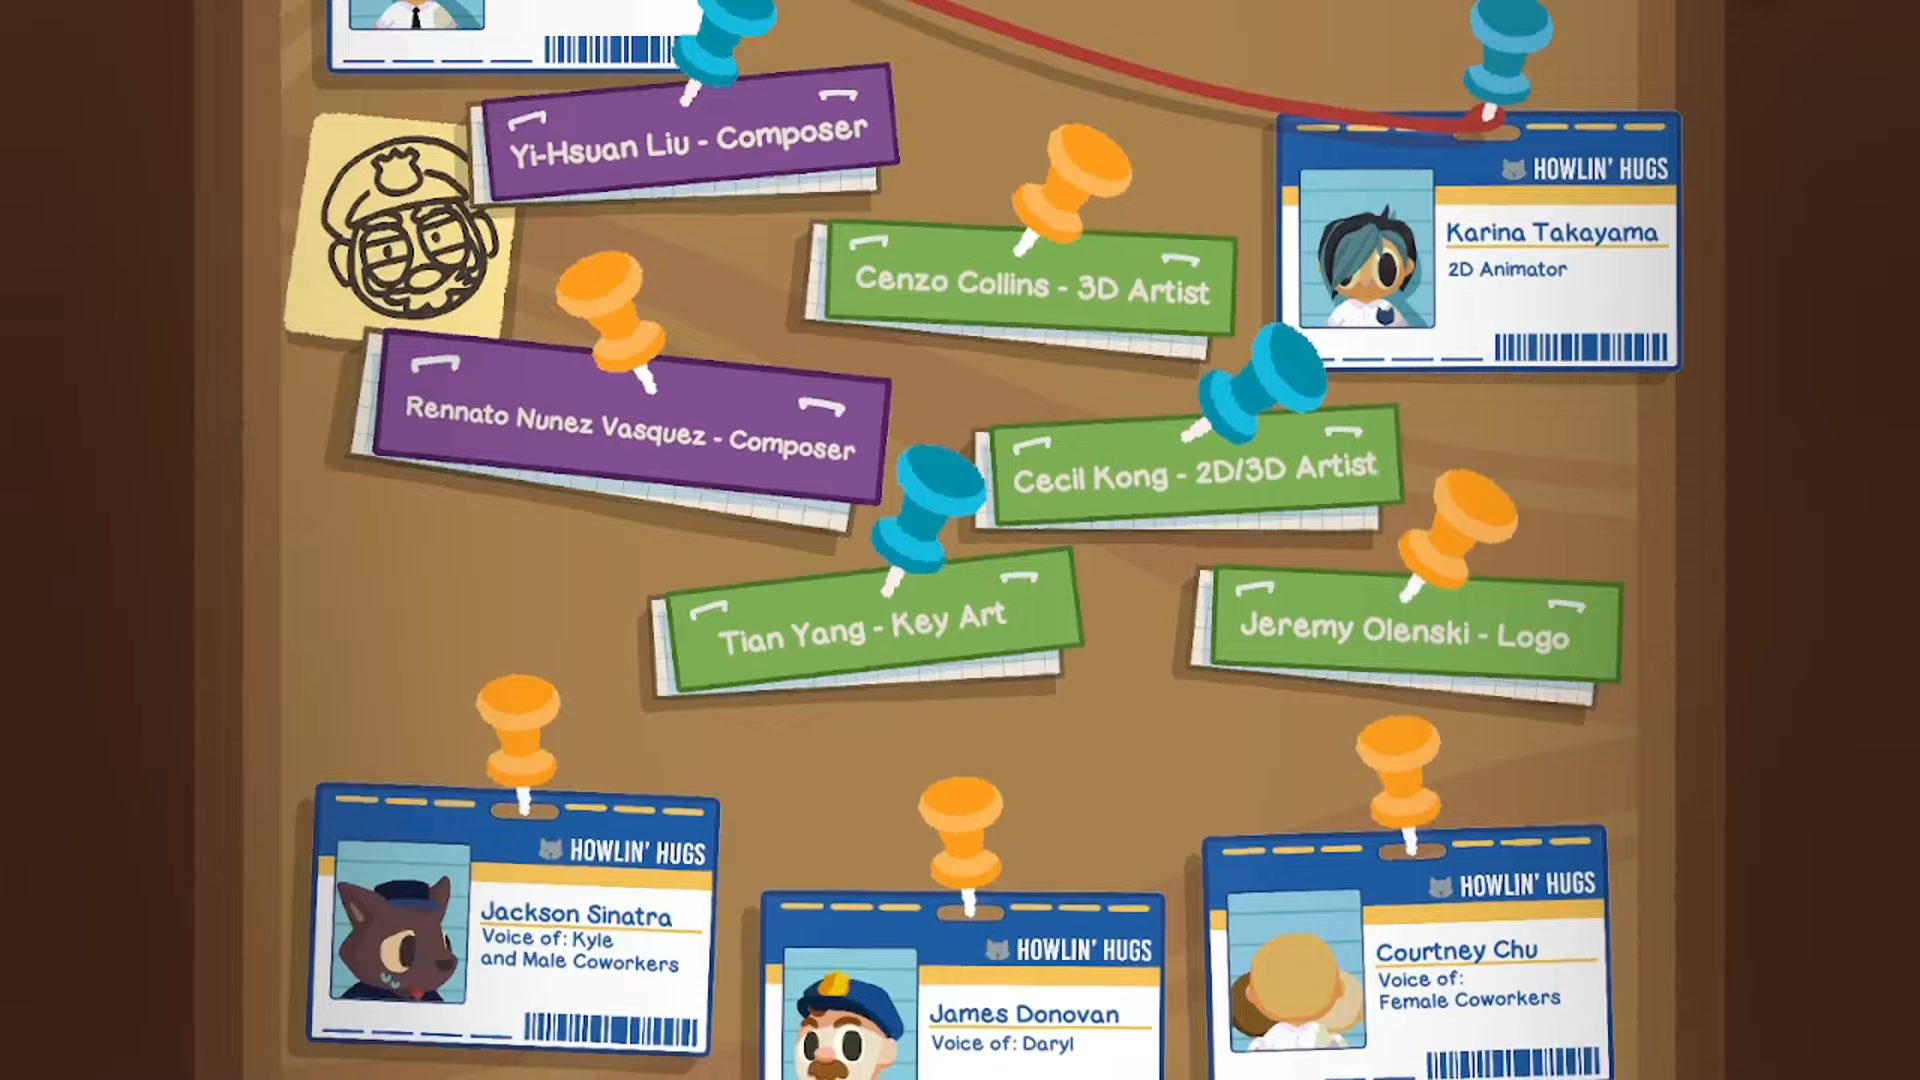 Yi-Hsuan Liu - Composer
HOWLIN' HUGS
Karina Takayama
2D Animator
Cenzo Collins - 3D Artist
Rennato Nunez Vasquez - Composer
Cecil Kong - 2D/3D Artist
Tian Yang - Key Art
Jeremy Olenski - Logo
HOWLIN' HUGS
Jackson Sinatra
Voice of: Kyle
and Male Coworkers
HOWLIN' HUGS
James Donovan
Voice of: Daryl
HOWLIN' HUGS
Courtney Chu
Voice of:
Female Coworkers